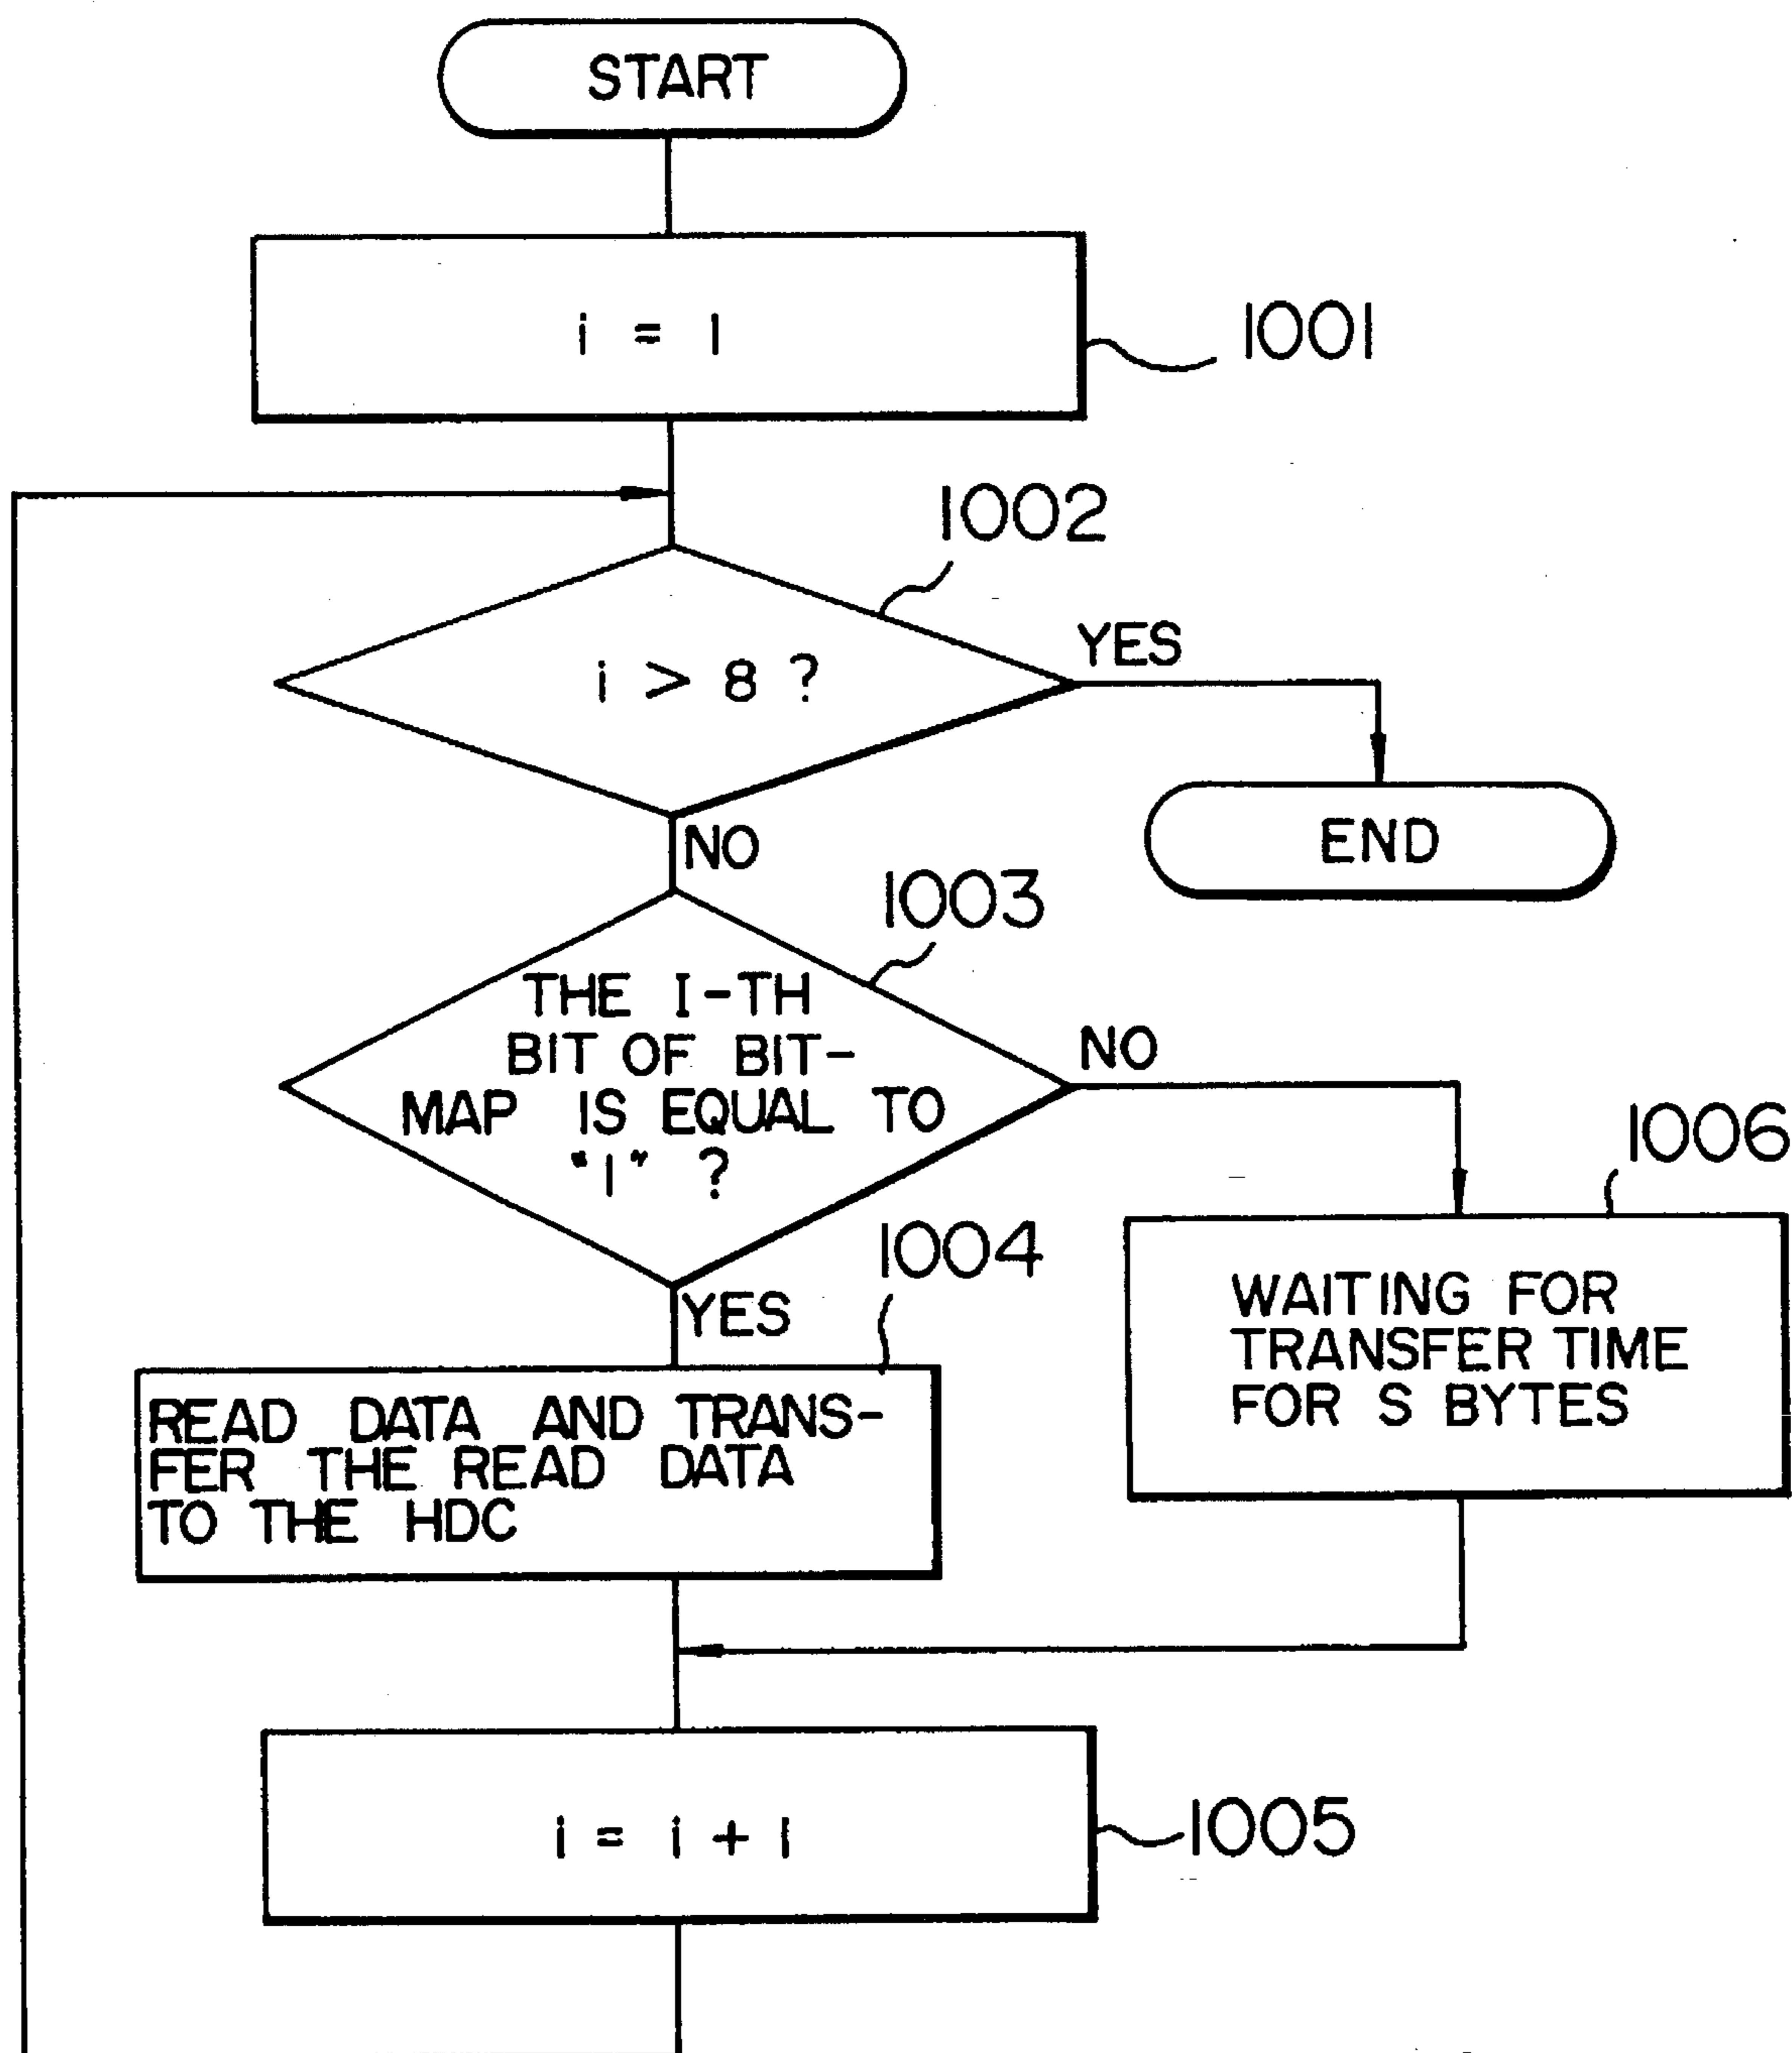 START
i = 1
1001
1002
i > 8 ?
YES
END
NO
1003
THE I-TH
BIT OF BIT-
MAP IS EQUAL TO
"1" ?
NO
1006
YES
1004
WAITING FOR
TRANSFER TIME
FOR S BYTES
READ DATA AND TRANS-
FER THE READ DATA
TO THE HDC
i = i + 1
1005